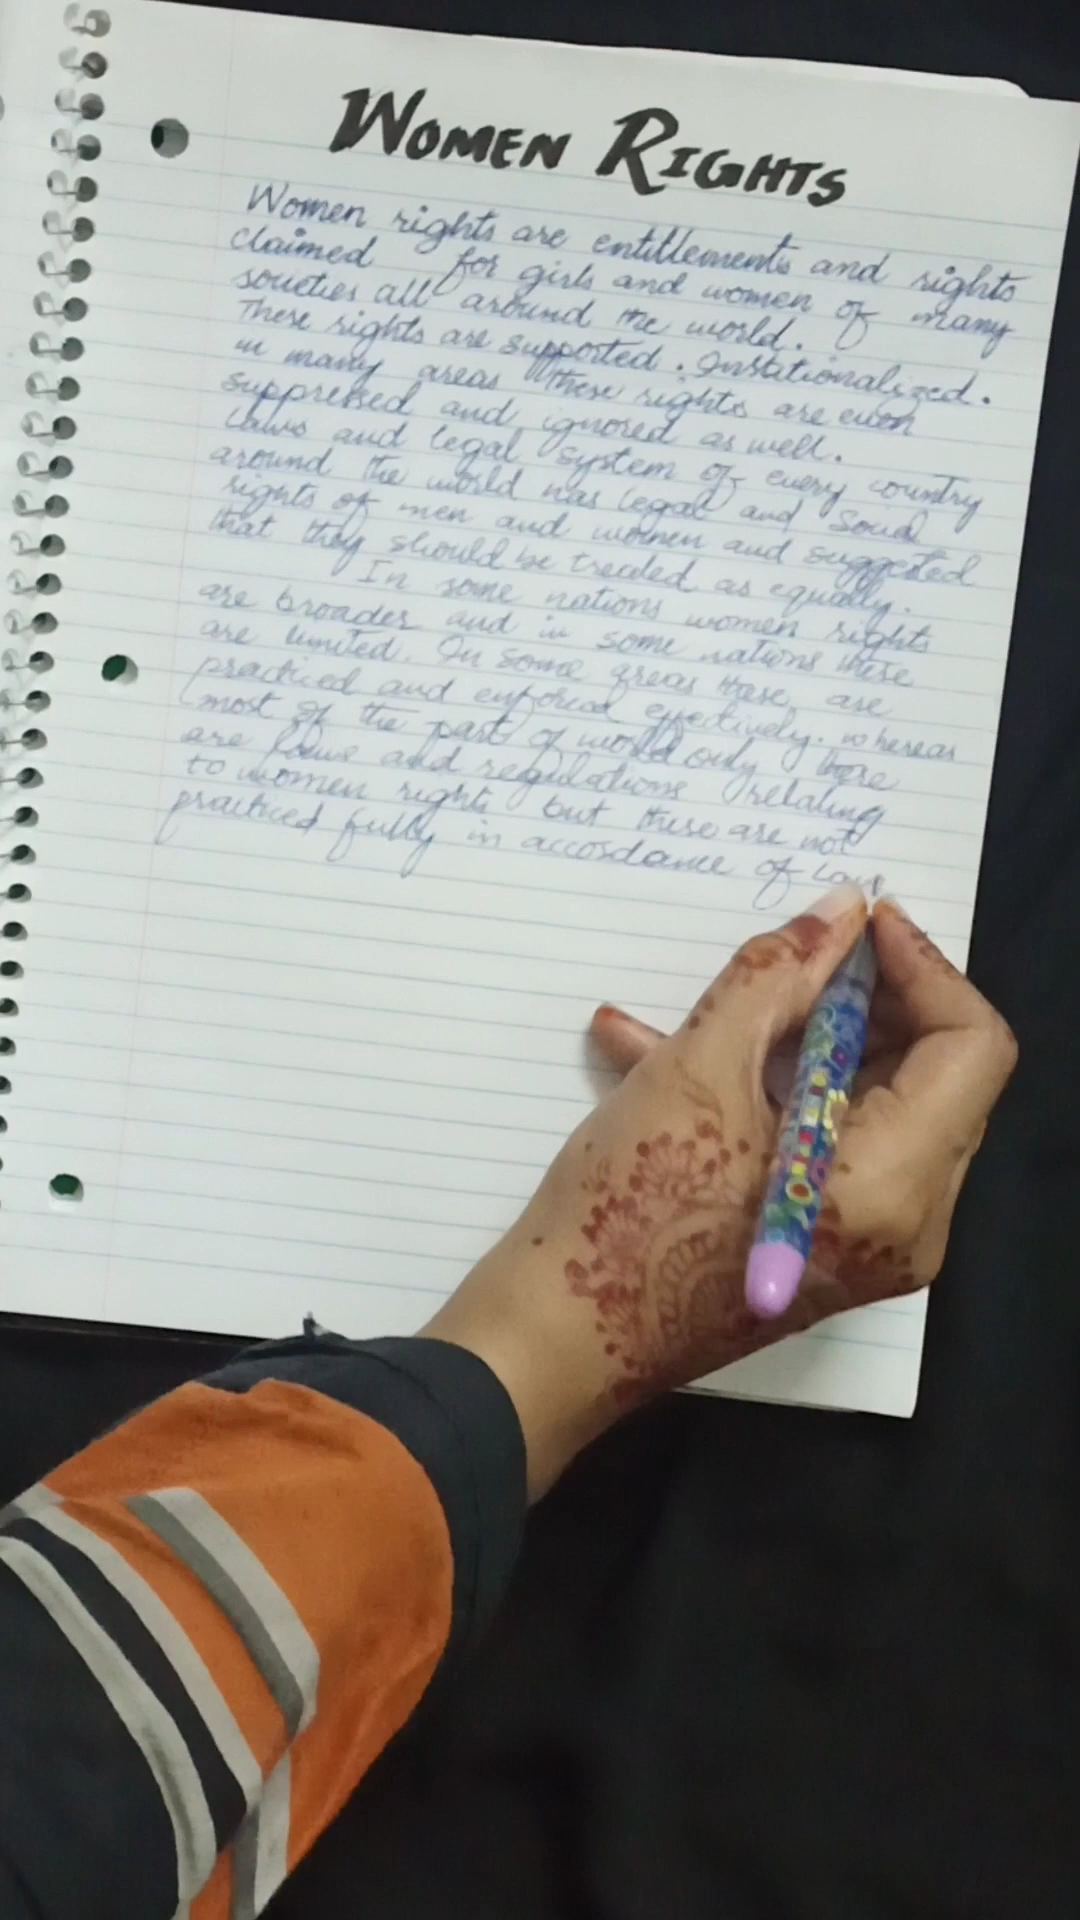 WOMEN RIGHTS
Women rights are entitlements and rights
claimed for girls and women of many
societies all around the world.
These rights are supported. Institutionalized.
in many areas these rights are even
suppressed and ignored as well.
Laws and legal system of every country
around the world has legal and Social
rights of men and women and suggested
that they should be treated as equally.
In some nations women rights
are broader and in some nations these
are limited. In some areas these are
practiced and enforced effectively. whereas
most of the part of world only there
are laws and regulations relating
to women rights but these are not
practiced fully in accordance of Law